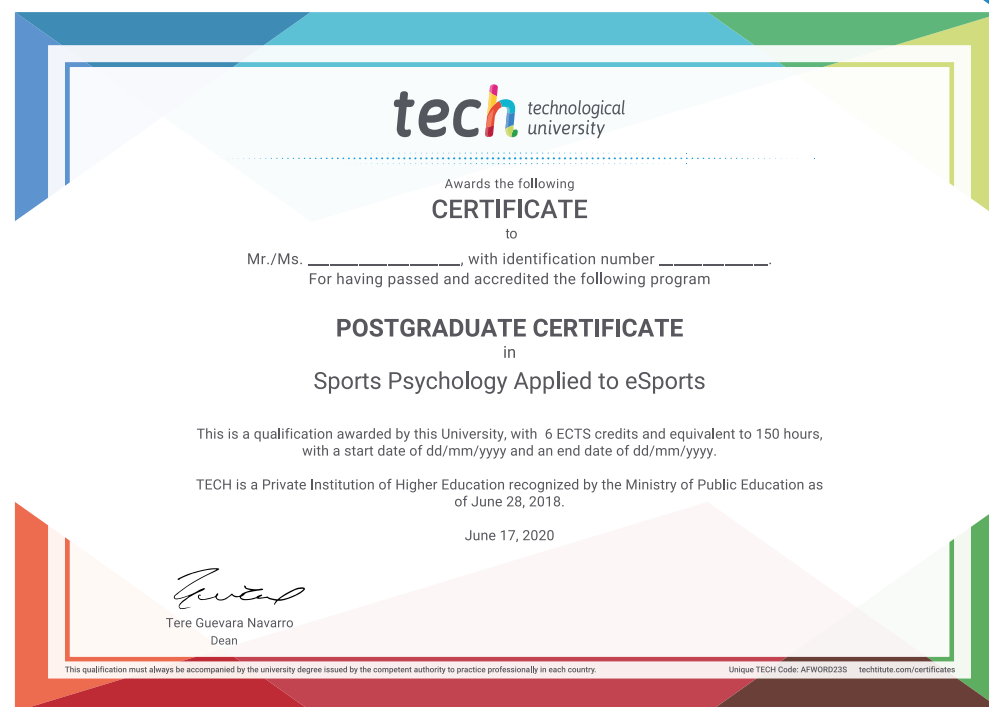 tech technological
university
Awards the following
CERTIFICATE
to
Mr./Ms. ____________________, with identification number ______________.
For having passed and accredited the following program
POSTGRADUATE CERTIFICATE
in
Sports Psychology Applied to eSports
This is a qualification awarded by this University, with 6 ECTS credits and equivalent to 150 hours,
with a start date of dd/mm/yyyy and an end date of dd/mm/yyyy.
TECH is a Private Institution of Higher Education recognized by the Ministry of Public Education as
of June 28, 2018.
June 17, 2020
Tere Guevara Navarro
Dean
This qualification must always be accompanied by the university degree issued by the competent authority to practice professionally in each country.
Unique TECH Code: AFWORD23S techtitute.com/certificates